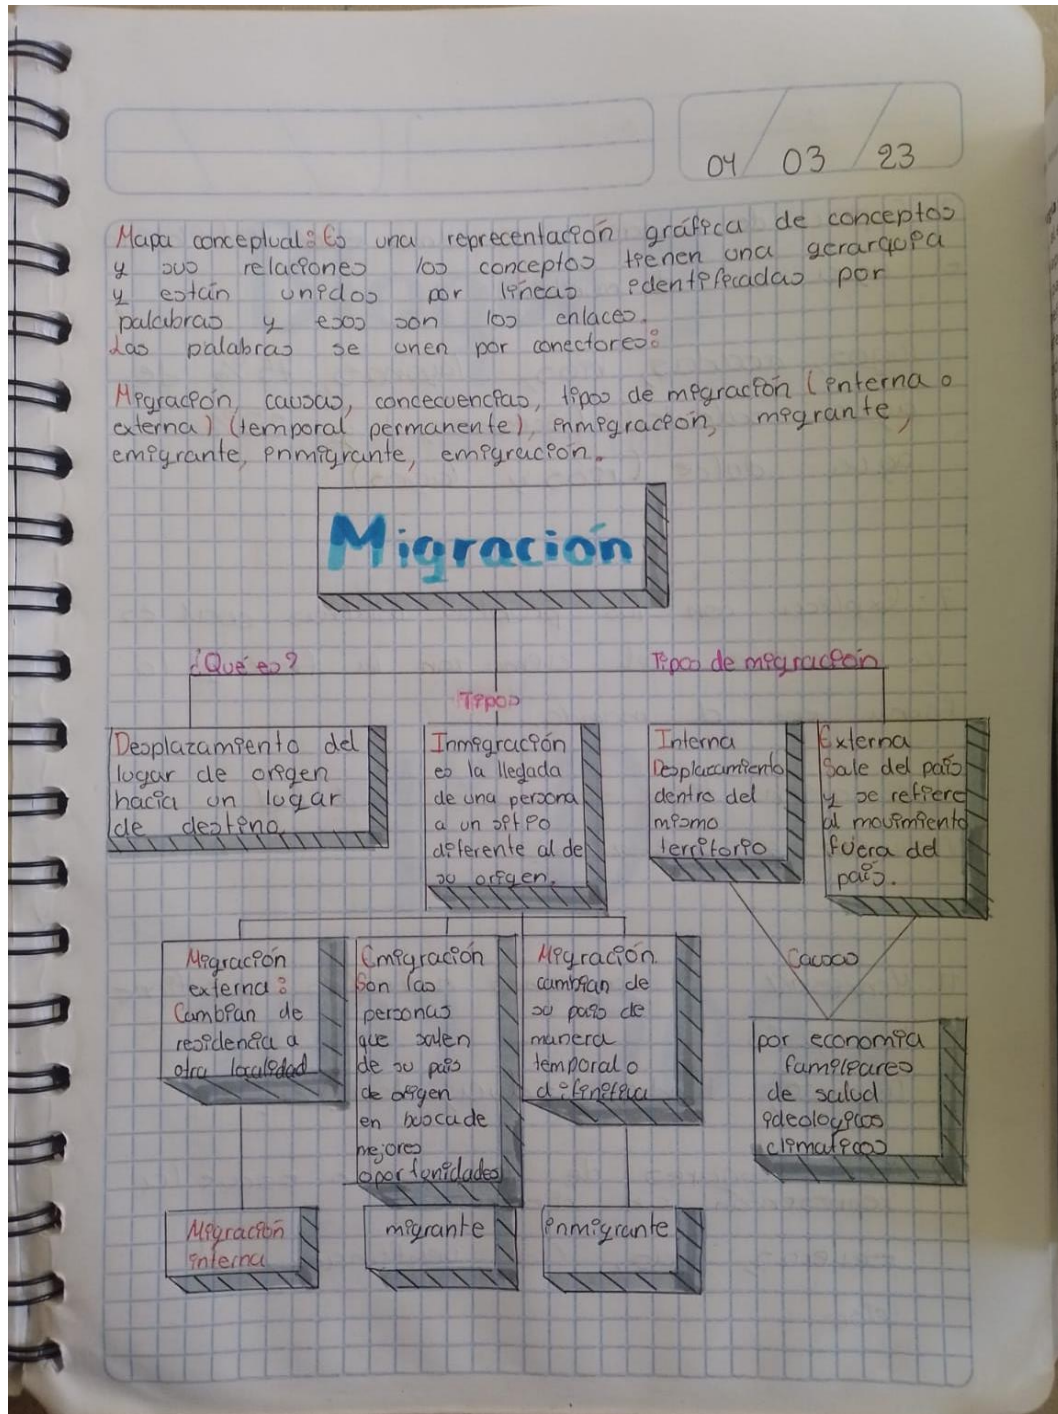 04 / 03 / 23
Mapa conceptual: Es una reprecentación gráfica de conceptos
y sus relaciones los conceptos tienen una gerarquia
y están unidos por líneas identificadas por
palabras y esos son los enlaces.
Las palabras se unen por conectores:
Migración, causas, condecuencias, tipos de migración (interna o
externa) (temporal permanente), inmigracion, migrante,
emigrante, inmigrante, emigración.
Migración
¿Qué es?
Tipos de migración
Tipos
Desplazamiento del
lugar de origen
hacia un lugar
de destino
Inmigración
es la llegada
de una persona
a un sitio
diferente al de
su origen.
Interna
Desplazamiento
dentro del
mismo
territorio
Externa
Sale del país
y se refiere
al movimiento
fuera del
país.
Migración
externa:
Cambian de
residencia a
otra localidad
Emigración
Son las
personas
que salen
de su país
de origen
en busca de
mejores
oportunidades
Migración
cambian de
su país de
manera
temporal o
difinitiva
Causas
por economia
familiares
de salud
ideologicas
climaticas
Migración
interna
migrante
inmigrante